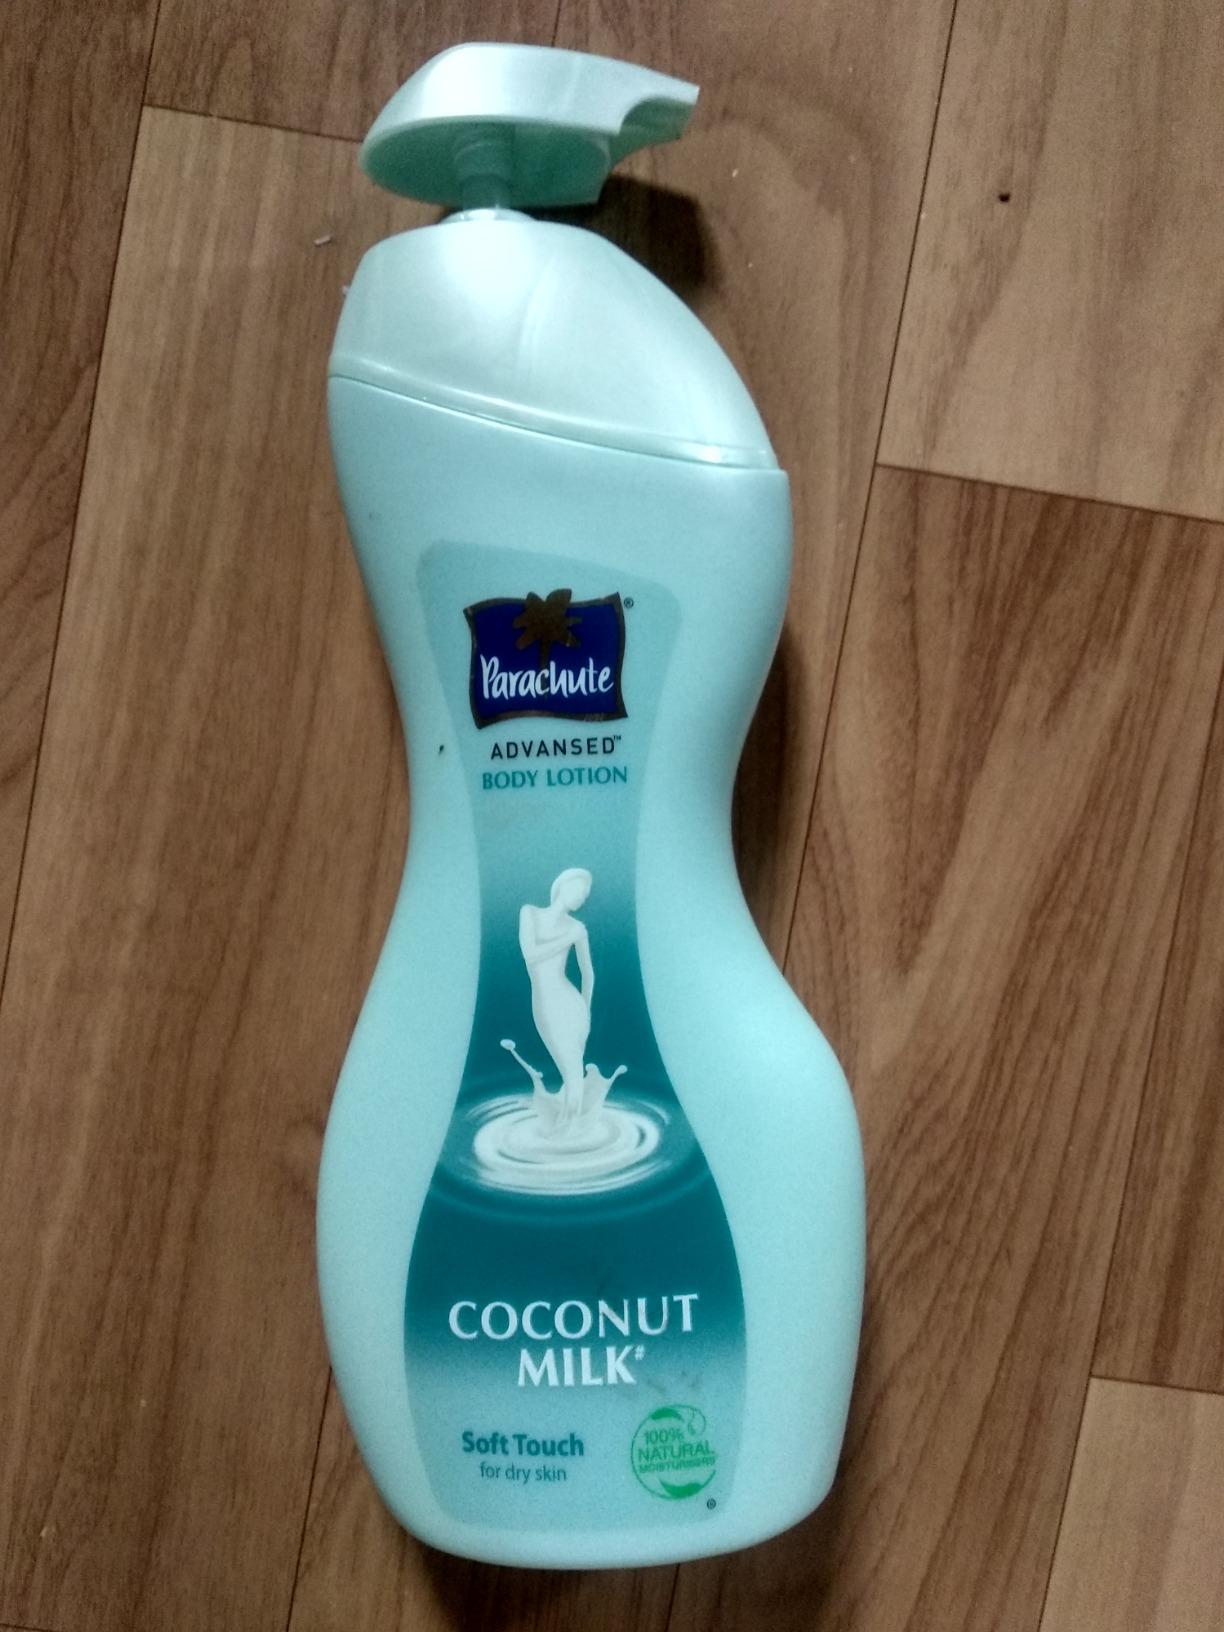 Parachute®
ADVANSED™
BODY LOTION
COCONUT
MILK#
Soft Touch
for dry skin
100%
NATURAL
MOISTURISERS